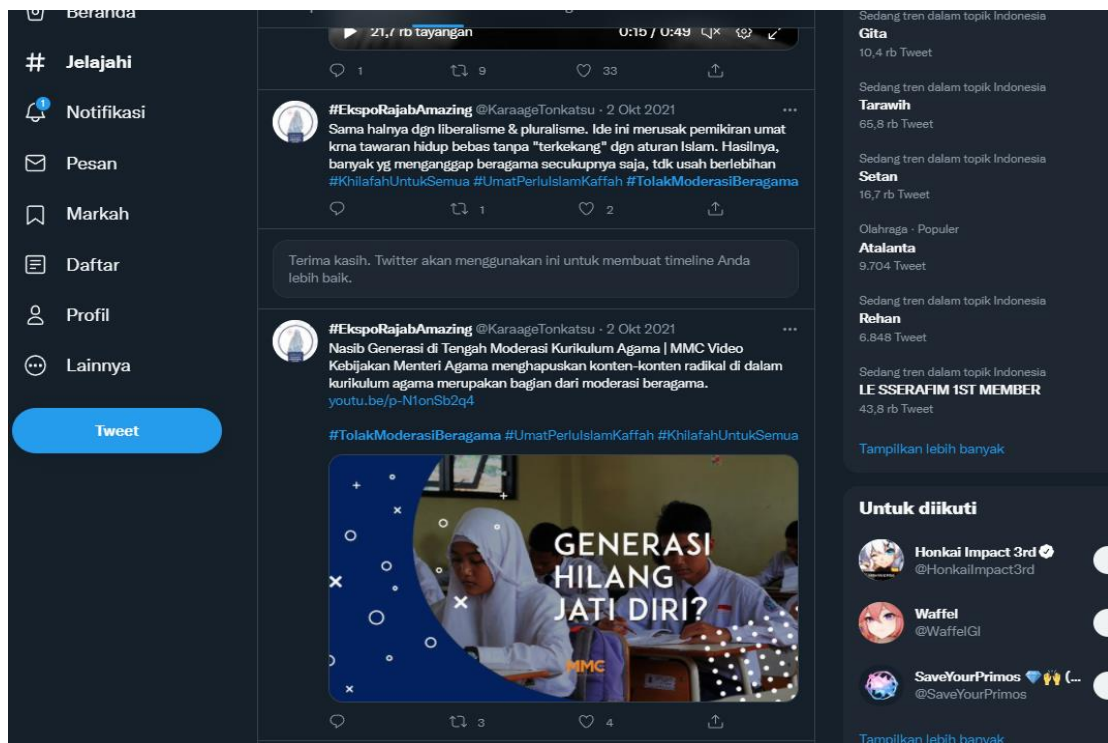 Beranda
Jelajahi
Notifikasi
1
Pesan
Markah
Daftar
Profil
Lainnya
Tweet
21,7 rb tayangan
0:15 / 0:49
1
9
33
#EkspoRajabAmazing @KaraageTonkatsu · 2 Okt 2021
Sama halnya dgn liberalisme & pluralisme. Ide ini merusak pemikiran umat
krna tawaran hidup bebas tanpa "terkekang" dgn aturan Islam. Hasilnya,
banyak yg menganggap beragama secukupnya saja, tdk usah berlebihan
#KhilafahUntukSemua #UmatPerluIslamKaffah #TolakModerasiBeragama
1
2
Terima kasih. Twitter akan menggunakan ini untuk membuat timeline Anda
lebih baik.
#EkspoRajabAmazing @KaraageTonkatsu · 2 Okt 2021
Nasib Generasi di Tengah Moderasi Kurikulum Agama | MMC Video
Kebijakan Menteri Agama menghapuskan konten-konten radikal di dalam
kurikulum agama merupakan bagian dari moderasi beragama.
youtu.be/p-N1onSb2q4
#TolakModerasiBeragama #UmatPerluIslamKaffah #KhilafahUntukSemua
GENERASI
HILANG
JATI DIRI?
MMC
3
4
Sedang tren dalam topik Indonesia
Gita
10,4 rb Tweet
Sedang tren dalam topik Indonesia
Tarawih
65,8 rb Tweet
Sedang tren dalam topik Indonesia
Setan
16,7 rb Tweet
Olahraga · Populer
Atalanta
9.704 Tweet
Sedang tren dalam topik Indonesia
Rehan
6.848 Tweet
Sedang tren dalam topik Indonesia
LE SSERAFIM 1ST MEMBER
43,8 rb Tweet
Tampilkan lebih banyak
Untuk diikuti
Honkai Impact 3rd
@HonkaiImpact3rd
Waffel
@WaffelGI
SaveYourPrimos 💎🙌 (...
@SaveYourPrimos
Tampilkan lebih banyak